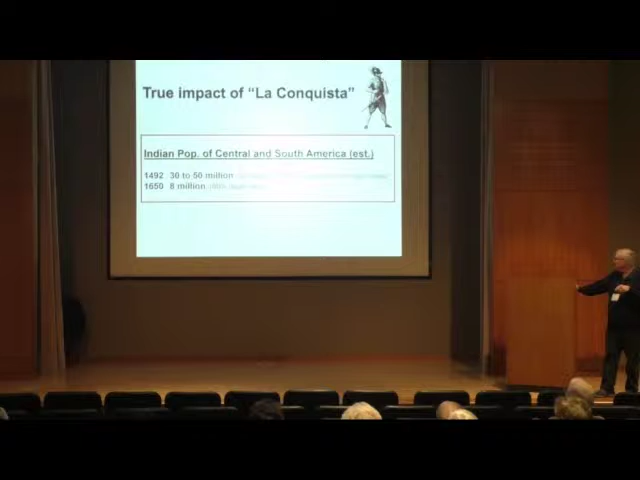 True impact of “La Conquista”
Indian Pop. of Central and South America (est.)
1492 30 to 50 million
1650 8 million